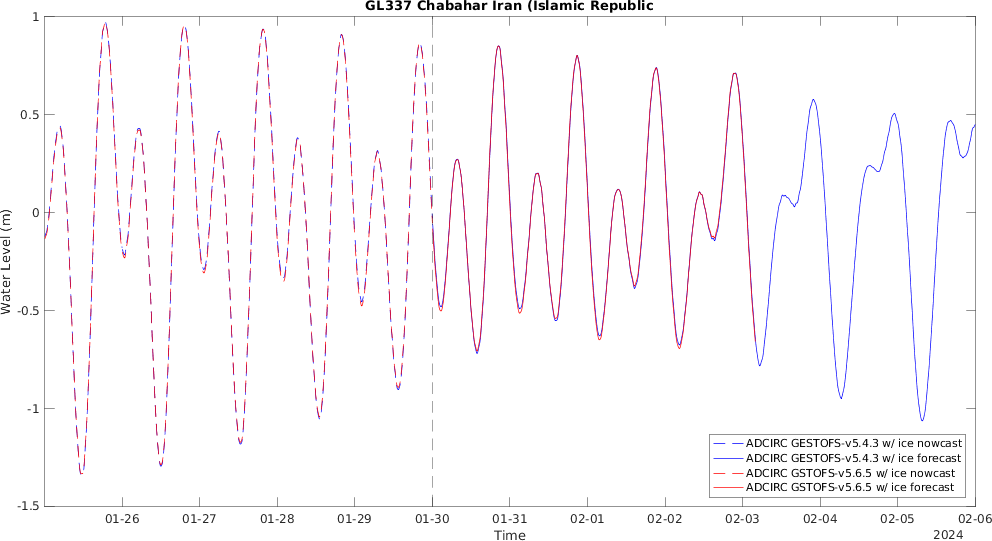 GL337 Chabahar Iran (Islamic Republic
1
0.5
0
-0.5
-1
-1.5
Water Level (m)
01-26 01-27 01-28 01-29 01-30 01-31 02-01 02-02 02-03 02-04 02-05 02-06
Time
2024
ADCIRC GESTOFS-v5.4.3 w/ ice nowcast
ADCIRC GESTOFS-v5.4.3 w/ ice forecast
ADCIRC GSTOFS-v5.6.5 w/ ice nowcast
ADCIRC GSTOFS-v5.6.5 w/ ice forecast